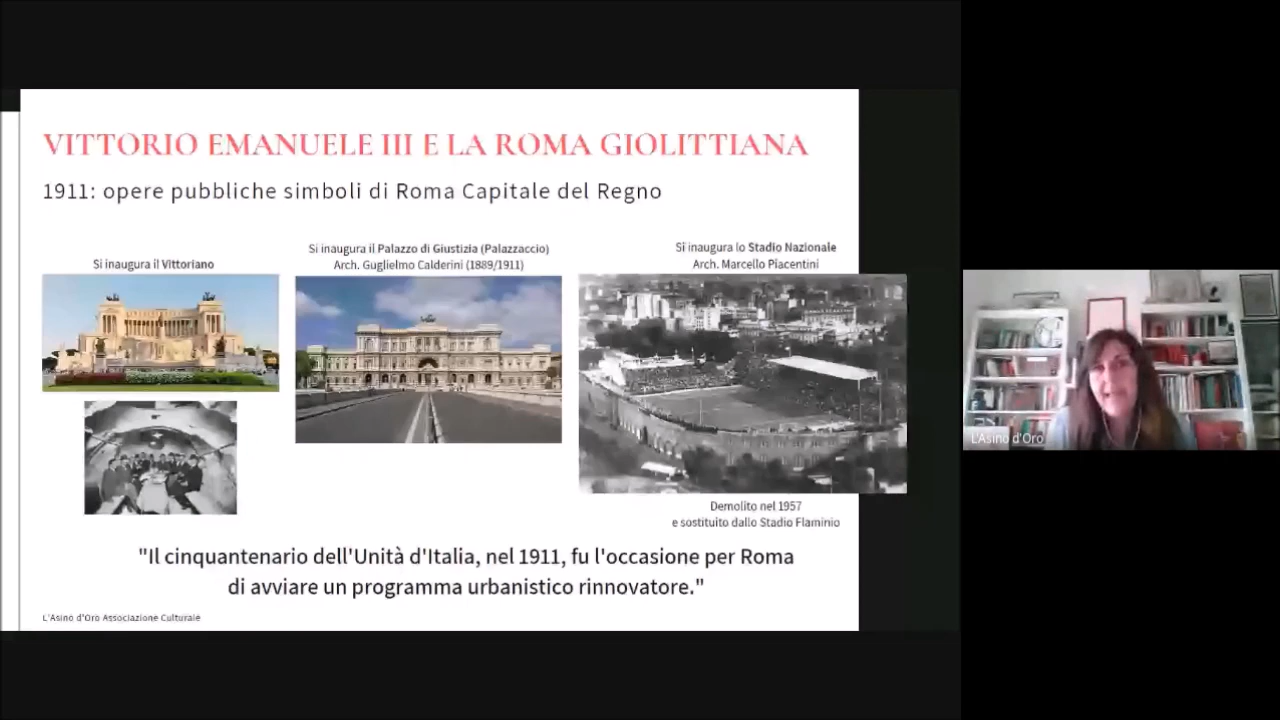 VITTORIO EMANUELE III E LA ROMA GIOLITTIANA
1911: opere pubbliche simboli di Roma Capitale del Regno
Si inaugura il Vittoriano
Si inaugura il Palazzo di Giustizia (Palazzaccio)
Arch. Guglielmo Calderini (1889/1911)
Si inaugura lo Stadio Nazionale
Arch. Marcello Piacentini
Demolito nel 1957
e sostituito dallo Stadio Flaminio
"Il cinquantenario dell'Unità d'Italia, nel 1911, fu l'occasione per Roma
di avviare un programma urbanistico rinnovatore."
L'Asino d'Oro Associazione Culturale
L'Asino d'Oro